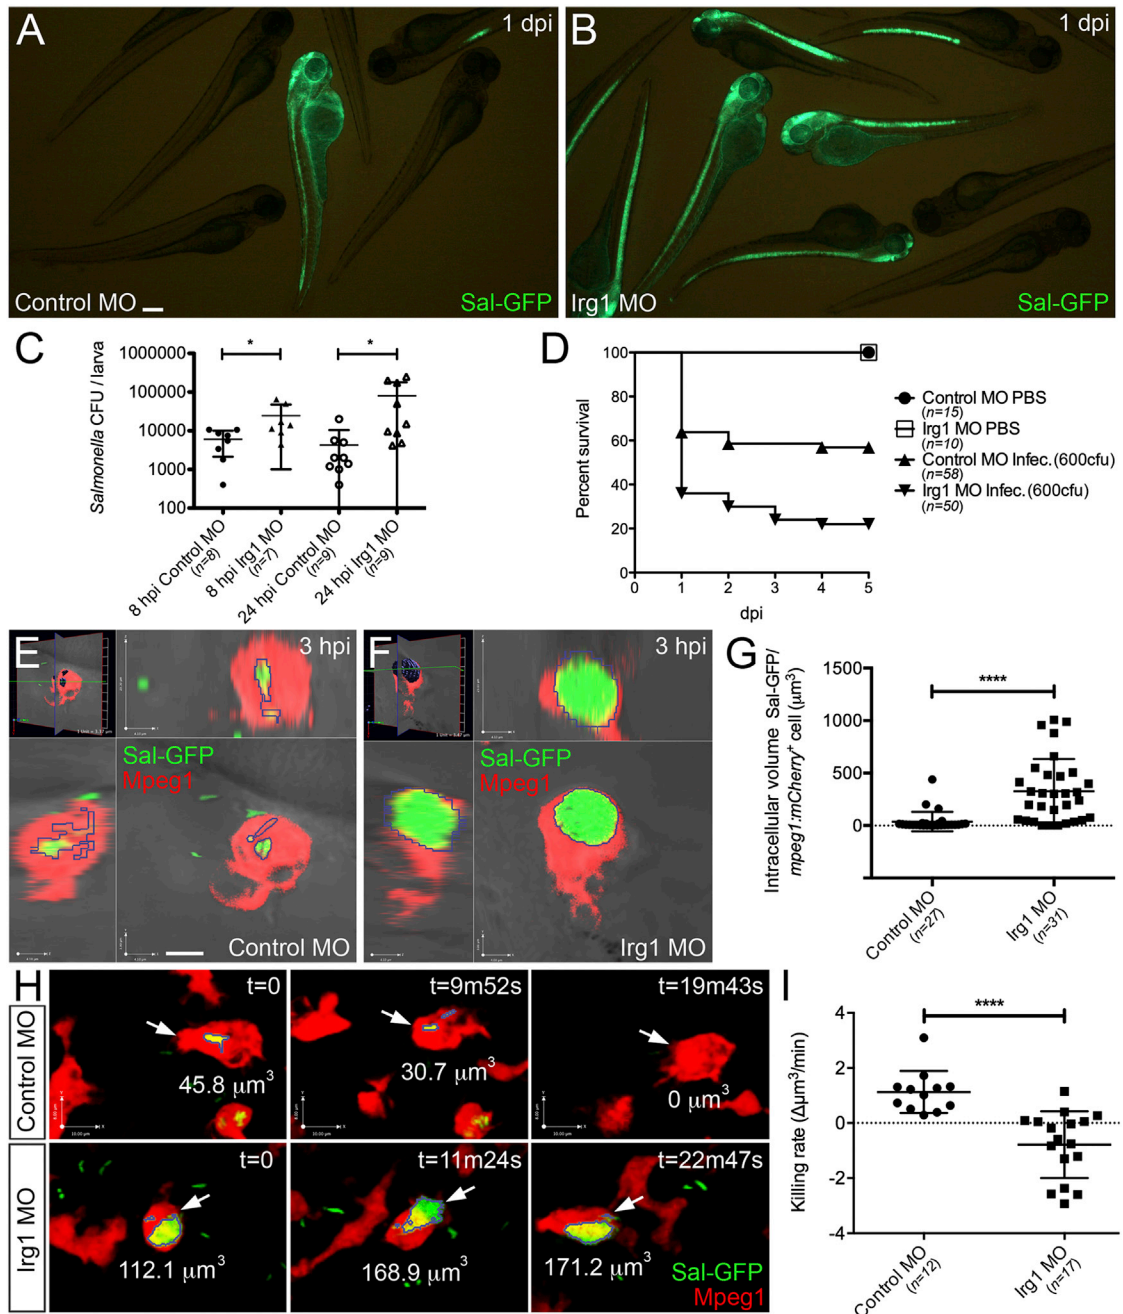 A
1 dpi
Control MO
Sal-GFP
B
1 dpi
Irg1 MO
Sal-GFP
C
Salmonella CFU / larva
1000000
100000
10000
1000
100
*
*
8 hpi Control MO
(n=8)
8 hpi Irg1 MO
(n=7)
24 hpi Control MO
(n=9)
24 hpi Irg1 MO
(n=9)
D
Percent survival
100
80
60
40
20
0
0 1 2 3 4 5
dpi
Control MO PBS
(n=15)
Irg1 MO PBS
(n=10)
Control MO Infec.(600cfu)
(n=58)
Irg1 MO Infec.(600cfu)
(n=50)
E
3 hpi
Sal-GFP
Mpeg1
Control MO
F
3 hpi
Sal-GFP
Mpeg1
Irg1 MO
G
Intracellular volume Sal-GFP/
mpeg1:mCherry+ cell (μm³)
1500
1000
500
0
****
Control MO
(n=27)
Irg1 MO
(n=31)
H
Control MO
t=0
45.8 μm³
t=9m52s
30.7 μm³
t=19m43s
0 μm³
Irg1 MO
t=0
112.1 μm³
t=11m24s
168.9 μm³
t=22m47s
171.2 μm³
Sal-GFP
Mpeg1
I
Killing rate (Δμm³/min)
4
2
0
-2
-4
****
Control MO
(n=12)
Irg1 MO
(n=17)